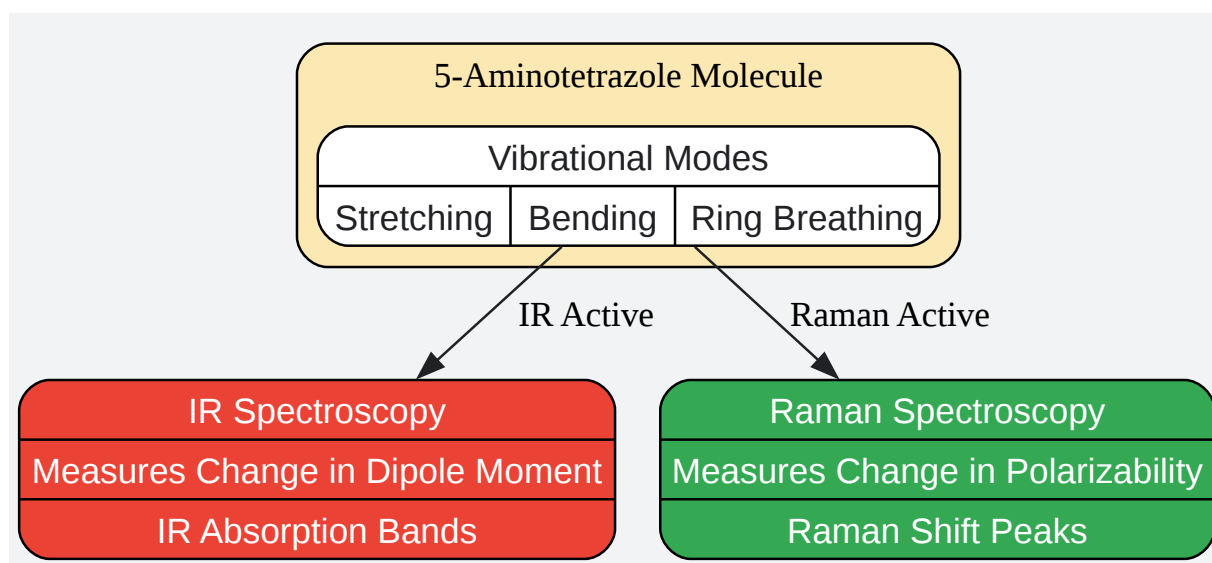 5-Aminotetrazole Molecule
Vibrational Modes
Stretching Bending Ring Breathing
IR Active Raman Active
IR Spectroscopy
Measures Change in Dipole Moment
IR Absorption Bands
Raman Spectroscopy
Measures Change in Polarizability
Raman Shift Peaks